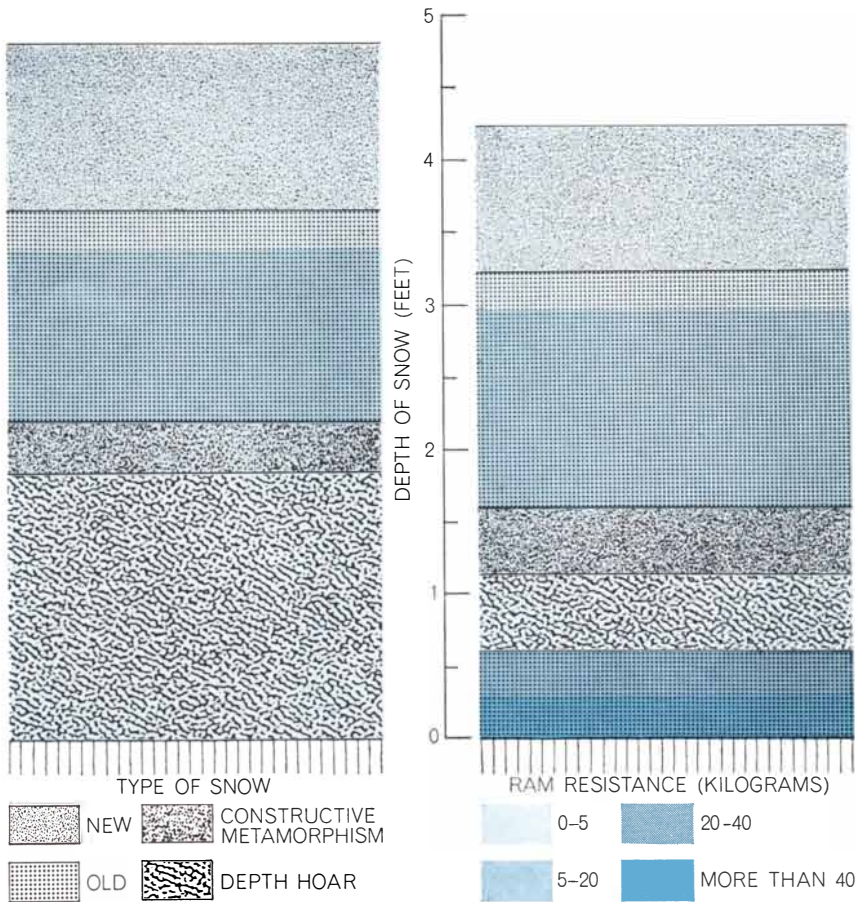 5
4
3
2
1
0
DEPTH OF SNOW (FEET)
TYPE OF SNOW
NEW
CONSTRUCTIVE
METAMORPHISM
OLD
DEPTH HOAR
RAM RESISTANCE (KILOGRAMS)
0–5
20–40
5–20
MORE THAN 40